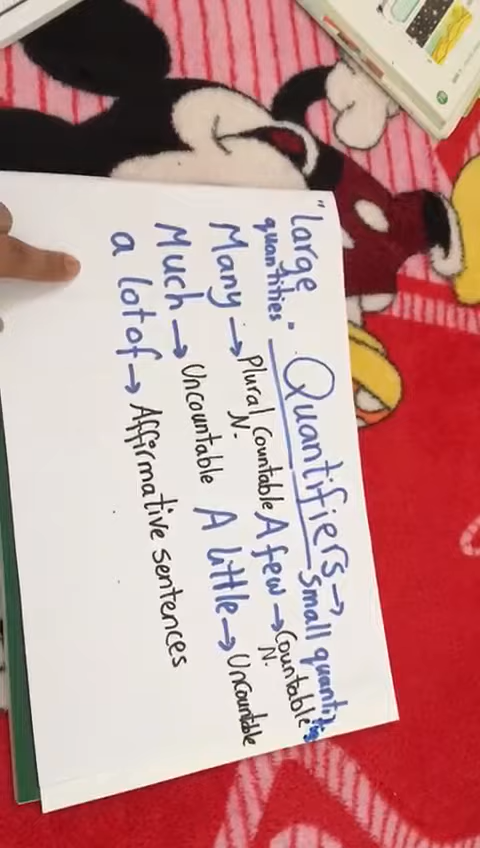 Quantifiers →
"Large quantities"
small quantities
Many → Plural Countable N.
A few → Countable N.
Much → Uncountable
A little → Uncountable
a lot of → Affirmative sentences